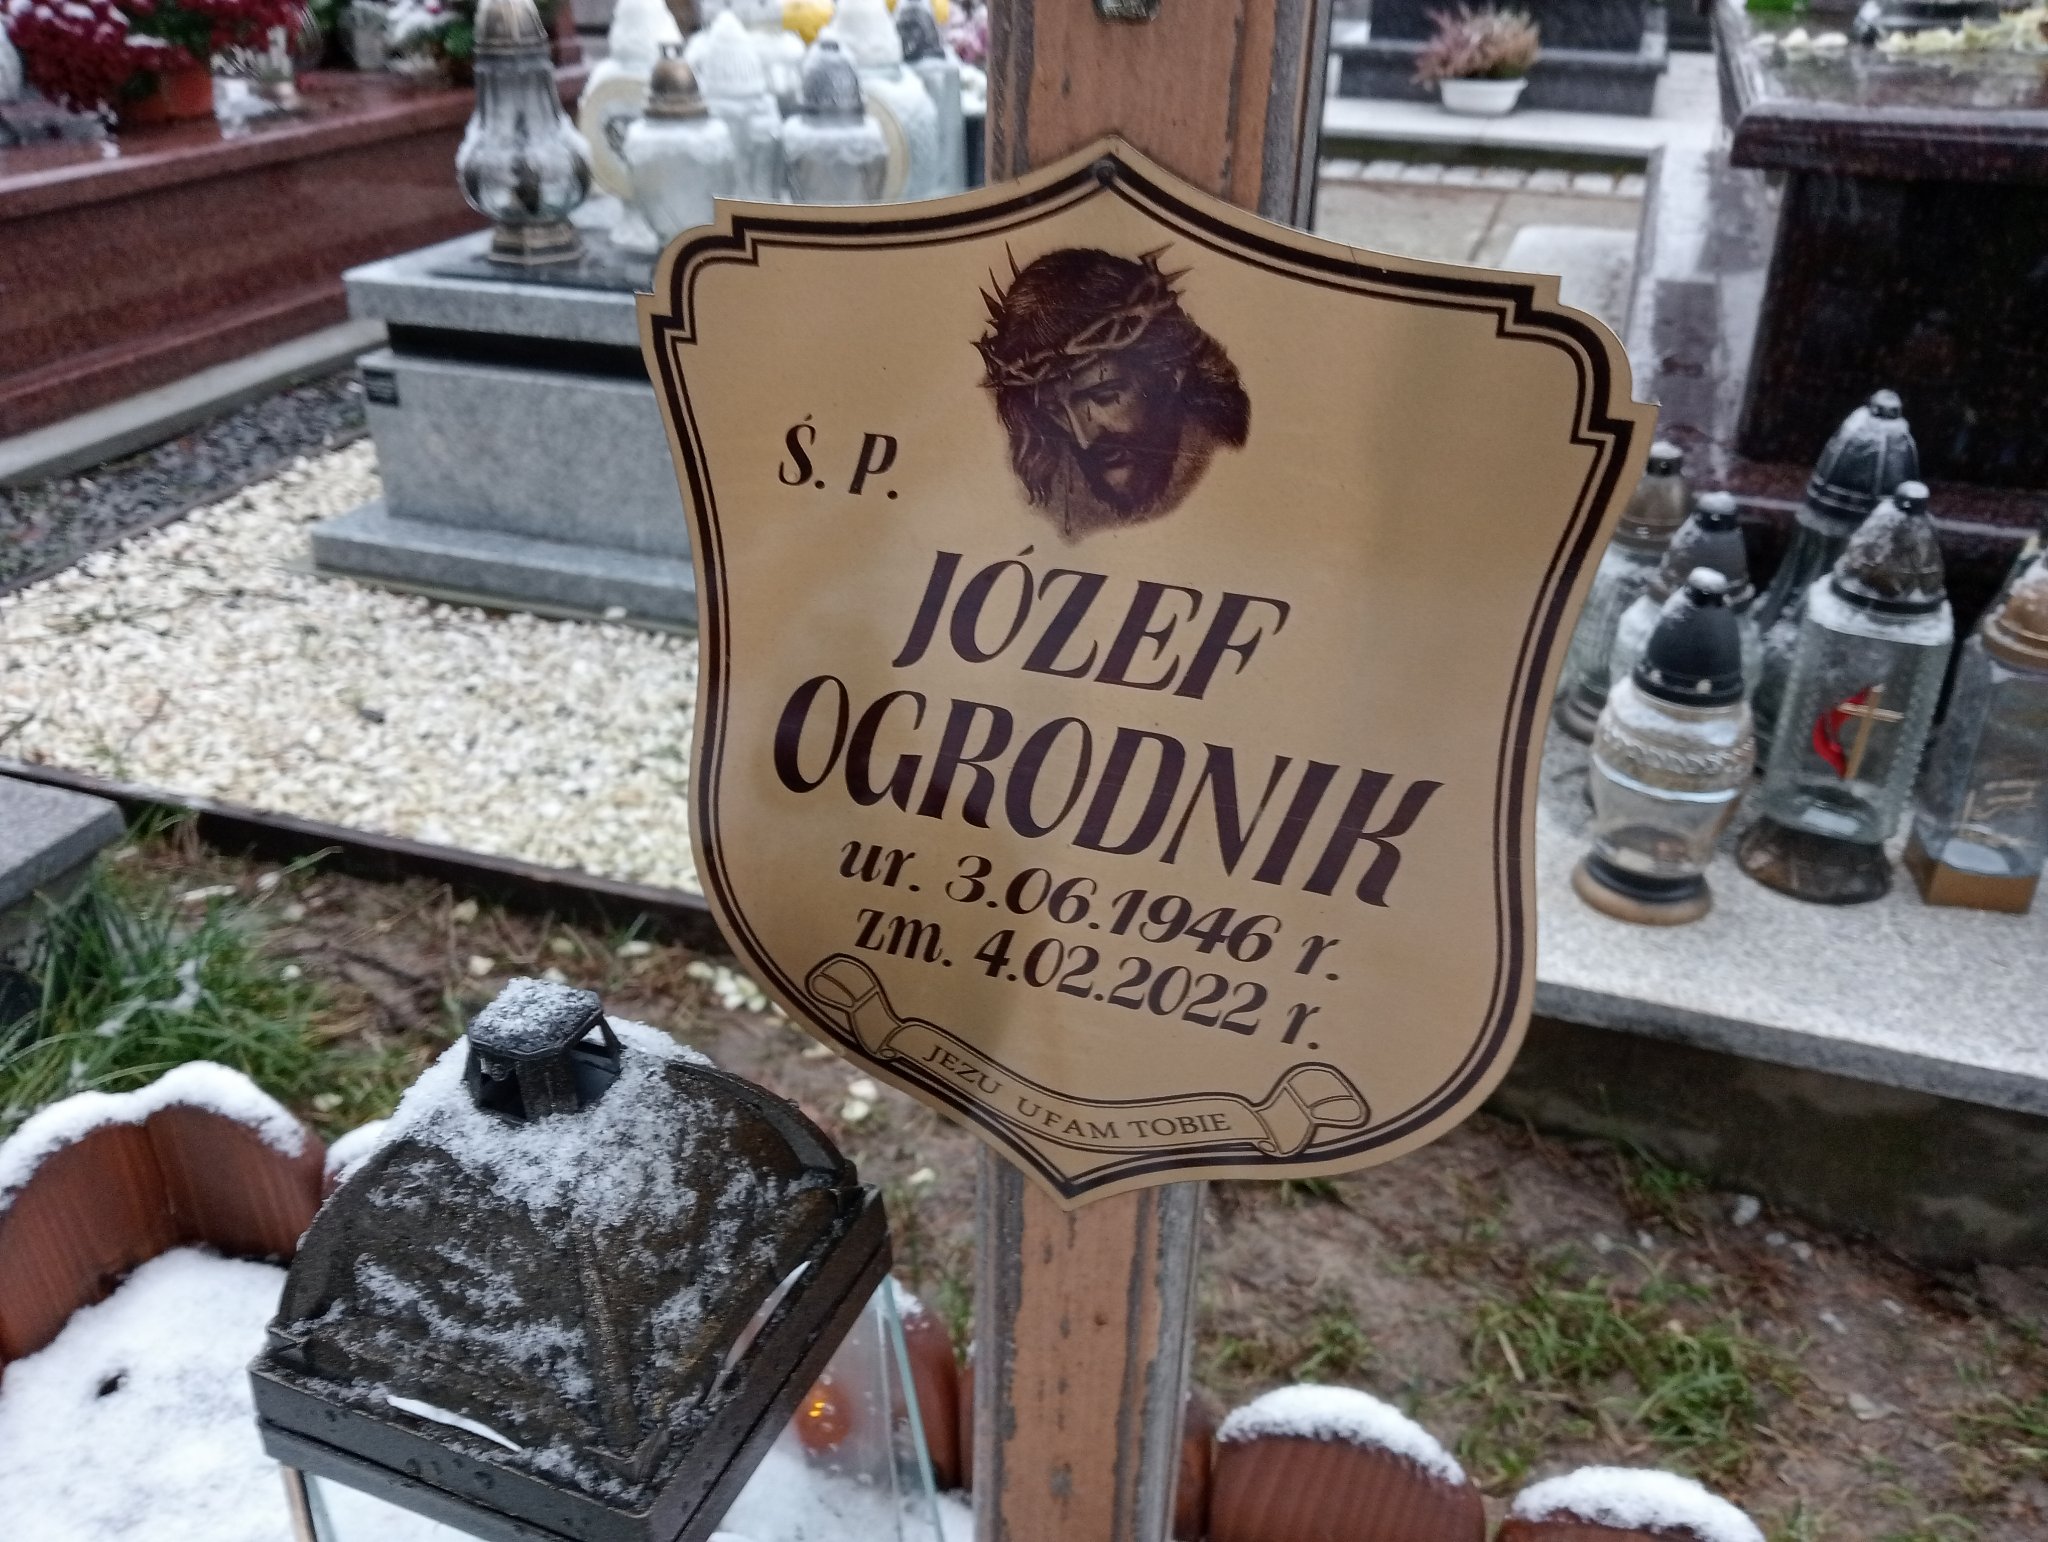 Ś. P.
JÓZEF
OGRODNIK
ur. 3.06.1946 r.
zm. 4.02.2022 r.
JEZU UFAM TOBIE